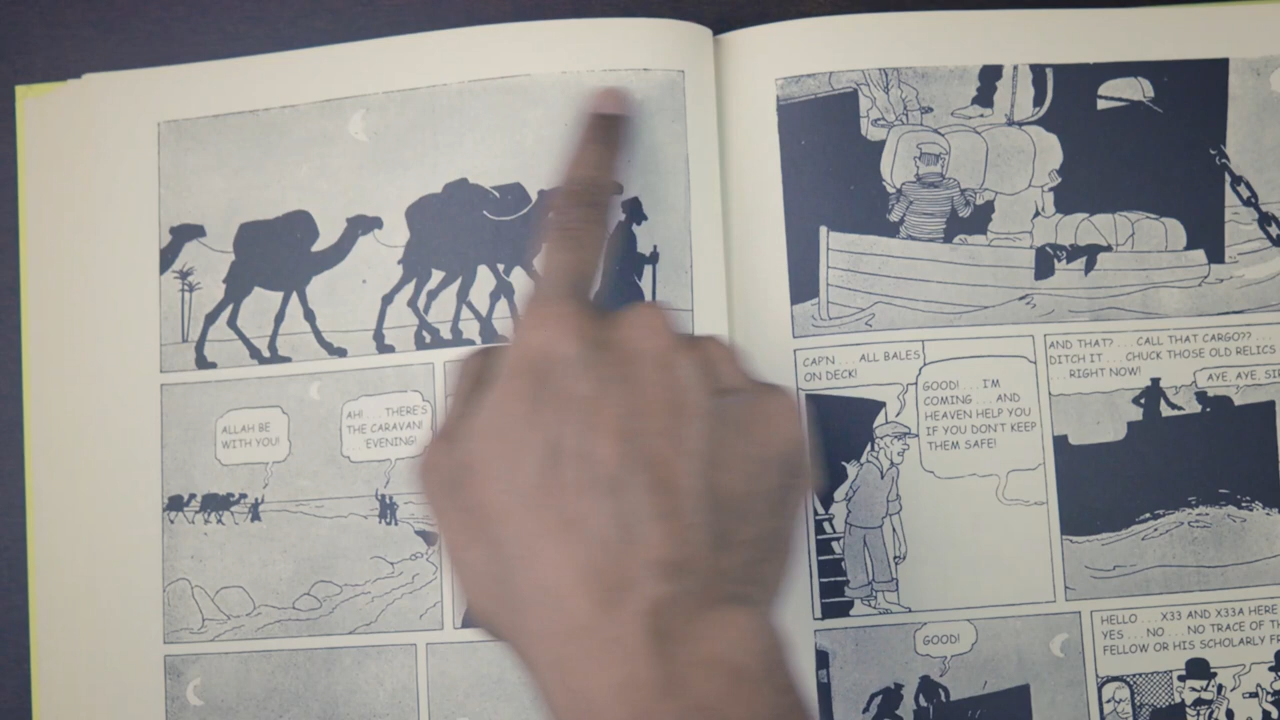 ALLAH BE
WITH YOU!
AH! . . . THERE'S
THE CARAVAN!
. . . 'EVENING!
CAP'N . . . ALL BALES
ON DECK!
GOOD! . . . I'M
COMING . . . AND
HEAVEN HELP YOU
IF YOU DON'T KEEP
THEM SAFE!
AND THAT? . . . CALL THAT CARGO?? . . .
DITCH IT . . . CHUCK THOSE OLD RELICS
. . . RIGHT NOW!
AYE, AYE,
GOOD!
HELLO . . . X33 AND X33A HERE
YES . . . NO . . . NO TRACE OF
FELLOW OR HIS SCHOLARLY